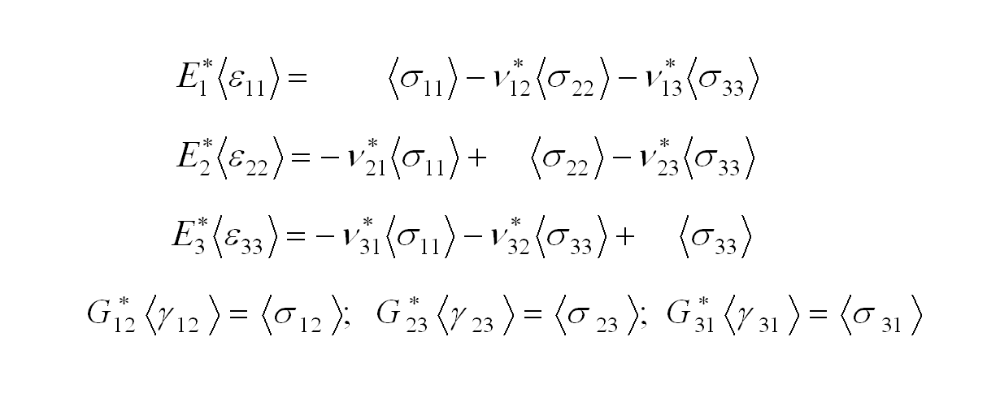 E₁*⟨ε₁₁⟩ = ⟨σ₁₁⟩ − ν₁₂*⟨σ₂₂⟩ − ν₁₃*⟨σ₃₃⟩
E₂*⟨ε₂₂⟩ = − ν₂₁*⟨σ₁₁⟩ + ⟨σ₂₂⟩ − ν₂₃*⟨σ₃₃⟩
E₃*⟨ε₃₃⟩ = − ν₃₁*⟨σ₁₁⟩ − ν₃₂*⟨σ₃₃⟩ + ⟨σ₃₃⟩
G₁₂*⟨γ₁₂⟩ = ⟨σ₁₂⟩; G₂₃*⟨γ₂₃⟩ = ⟨σ₂₃⟩; G₃₁*⟨γ₃₁⟩ = ⟨σ₃₁⟩